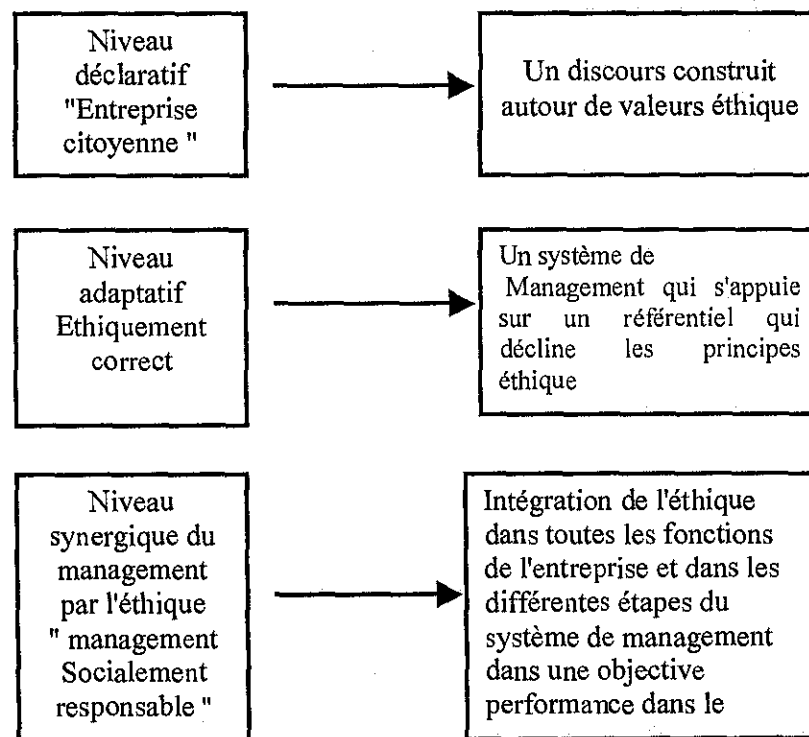 Niveau
déclaratif
"Entreprise
citoyenne "
Un discours construit
autour de valeurs éthique
Niveau
adaptatif
Ethiquement
correct
Un système de
Management qui s'appuie
sur un référentiel qui
décline les principes
éthique
Niveau
synergique du
management
par l'éthique
" management
Socialement
responsable "
Intégration de l'éthique
dans toutes les fonctions
de l'entreprise et dans les
différentes étapes du
système de management
dans une objective
performance dans le